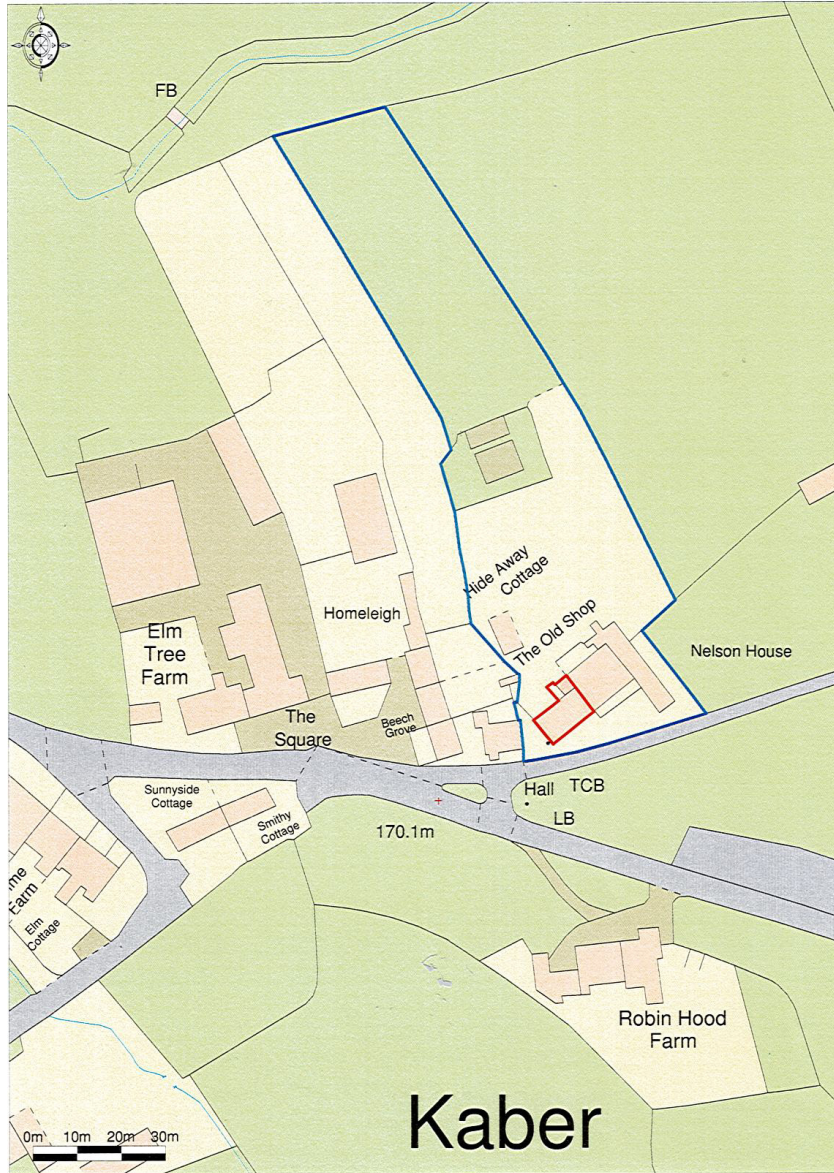 FB
Hide Away
Cottage
Homeleigh
The Old Shop
Elm
Tree
Farm
Nelson House
The
Square
Beech
Grove
Sunnyside
Cottage
Smithy
Cottage
Hall
TCB
LB
170.1m
Farm
Elm
Cottage
Robin Hood
Farm
Kaber
0m 10m 20m 30m